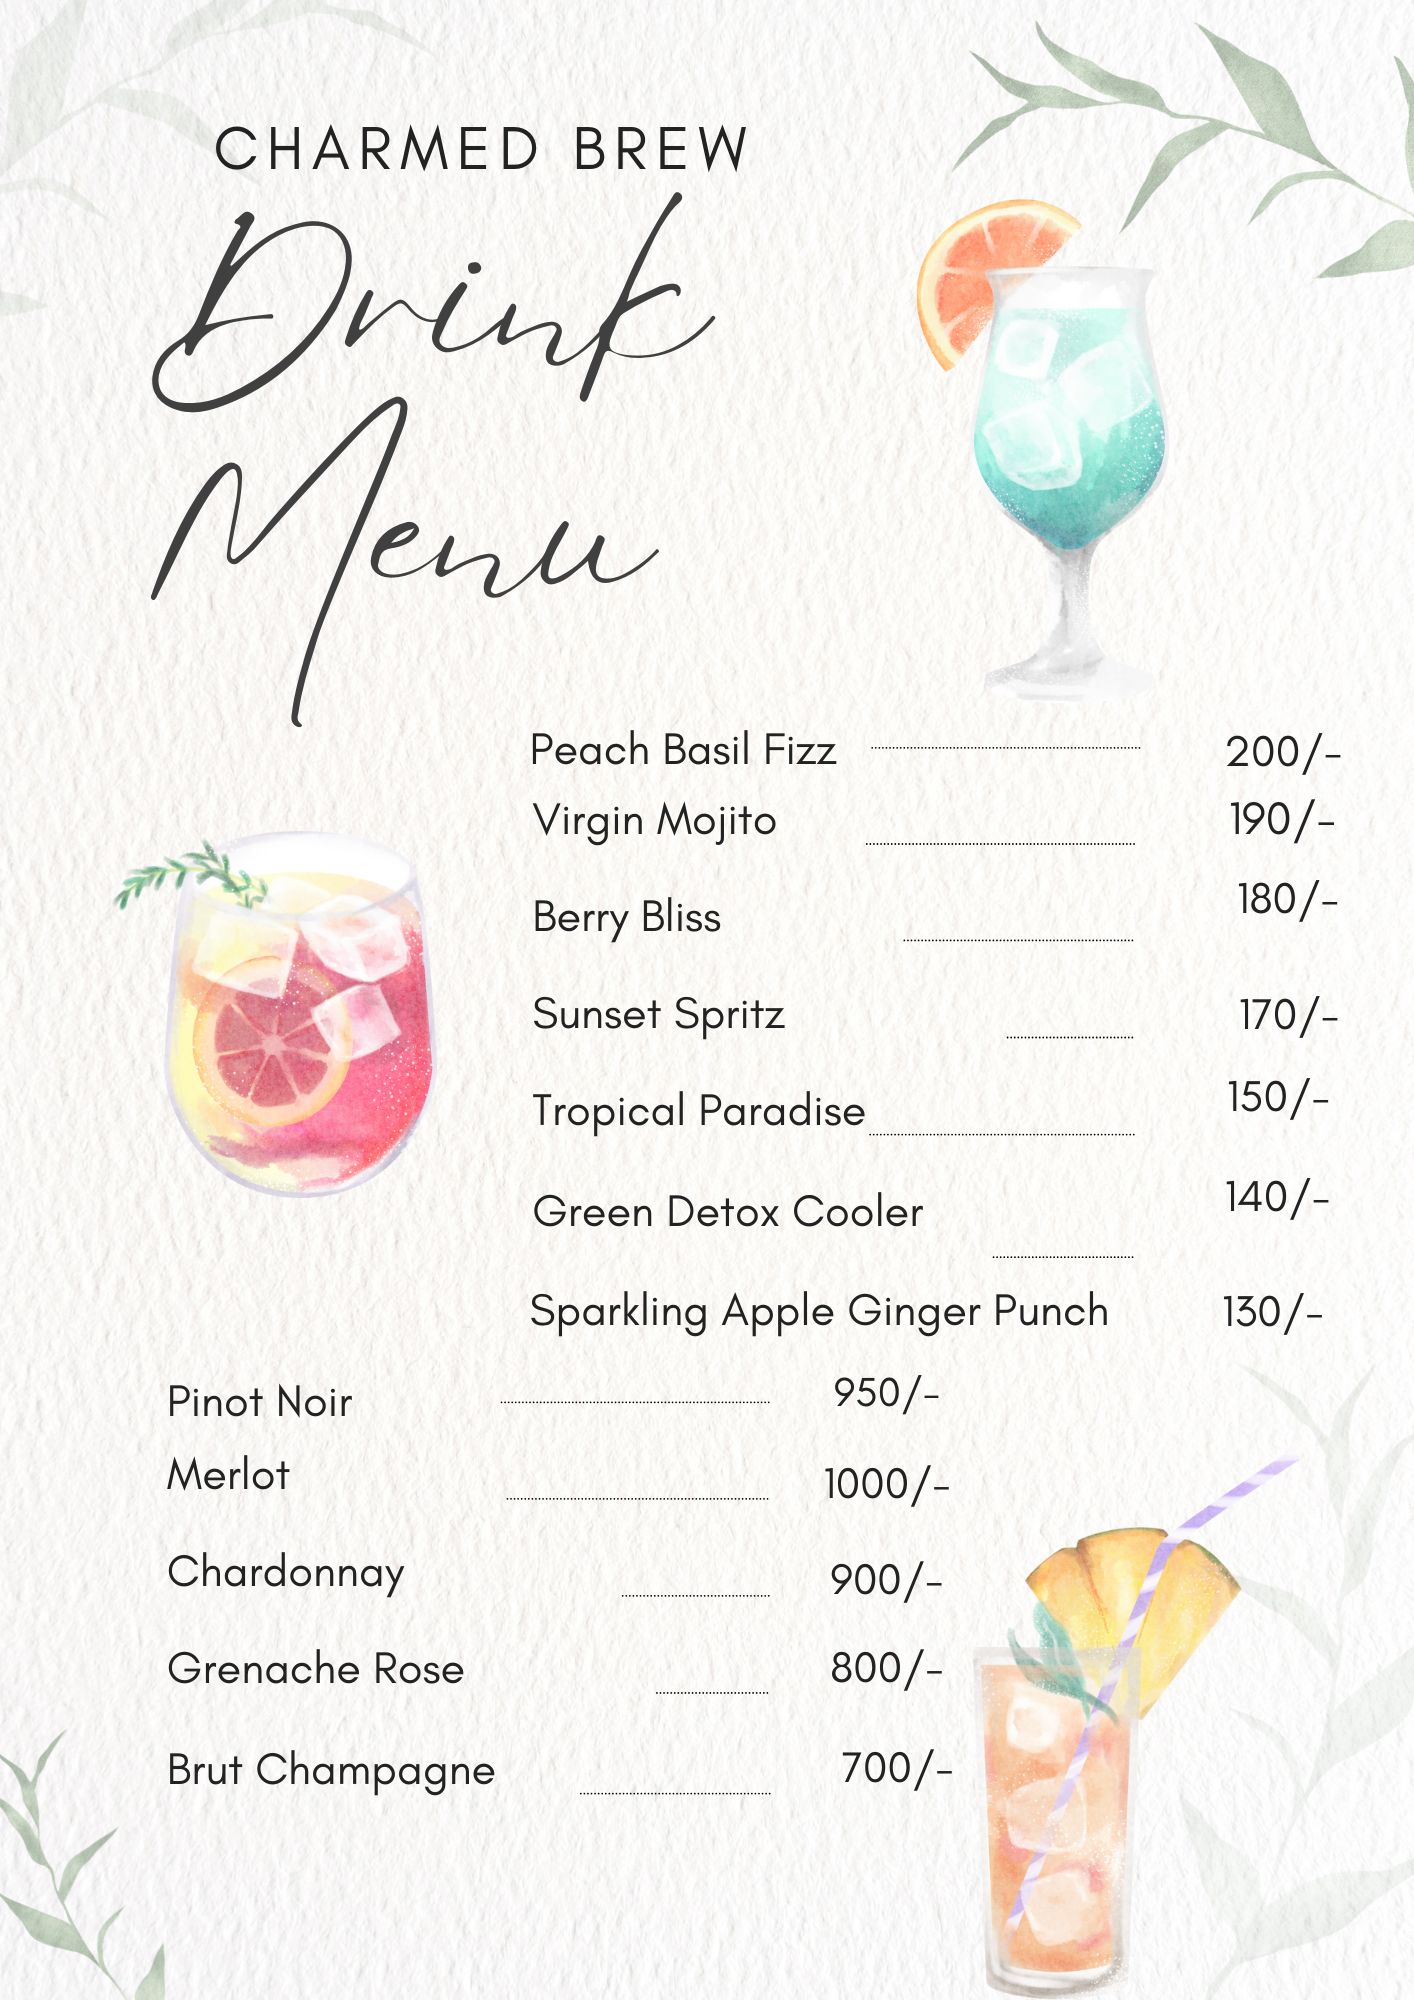 CHARMED BREW
Drink
Menu
Peach Basil Fizz 200/-
Virgin Mojito 190/-
Berry Bliss 180/-
Sunset Spritz 170/-
Tropical Paradise 150/-
Green Detox Cooler 140/-
Sparkling Apple Ginger Punch 130/-
Pinot Noir 950/-
Merlot 1000/-
Chardonnay 900/-
Grenache Rose 800/-
Brut Champagne 700/-